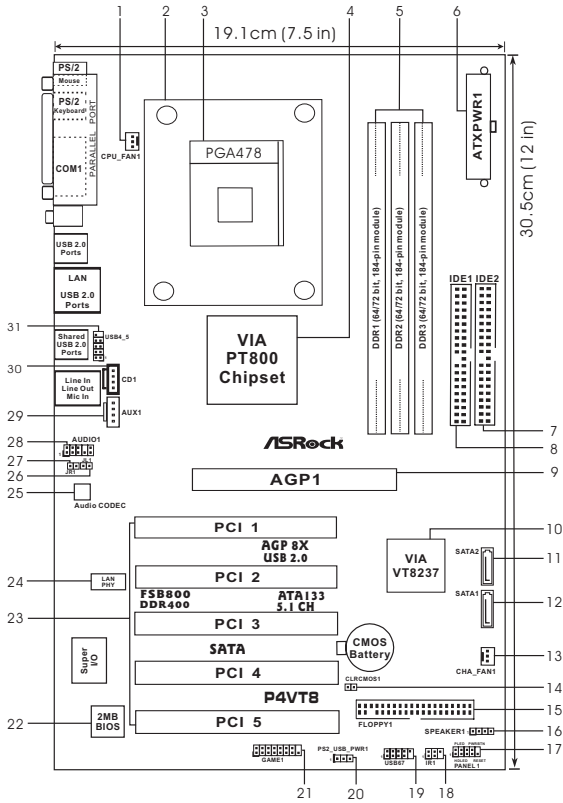 1 2 3 4 5 6
19.1cm (7.5 in)
30.5cm (12 in)
PS/2
Mouse
PS/2
Keyboard
PARALLEL PORT
COM1
CPU_FAN1
PGA478
ATXPWR1
DDR1 (64/72 bit, 184-pin module)
DDR2 (64/72 bit, 184-pin module)
DDR3 (64/72 bit, 184-pin module)
USB 2.0
Ports
LAN
USB 2.0
Ports
IDE1 IDE2
31
Shared
USB 2.0
Ports
USB4_5
VIA
PT800
Chipset
30
CD1
Line In
Line Out
Mic In
29
AUX1
7
8
28
AUDIO1
ASRock
27
JR1
JL1
26
AGP1
9
25
Audio CODEC
10
PCI 1
AGP 8X
USB 2.0
VIA
VT8237
SATA2
11
24
LAN
PHY
PCI 2
FSB800
DDR400
ATA133
5.1 CH
SATA1
12
23
PCI 3
CMOS
Battery
Super
I/O
SATA
CHA_FAN1
13
PCI 4
CLRCMOS1
14
P4VT8
22
2MB
BIOS
PCI 5
FLOPPY1
15
SPEAKER1
16
GAME1
PS2_USB_PWR1
1
USB67
1
IR1
PLED PWRBTN
HDLED RESET
PANEL 1
17
21 20 19 18